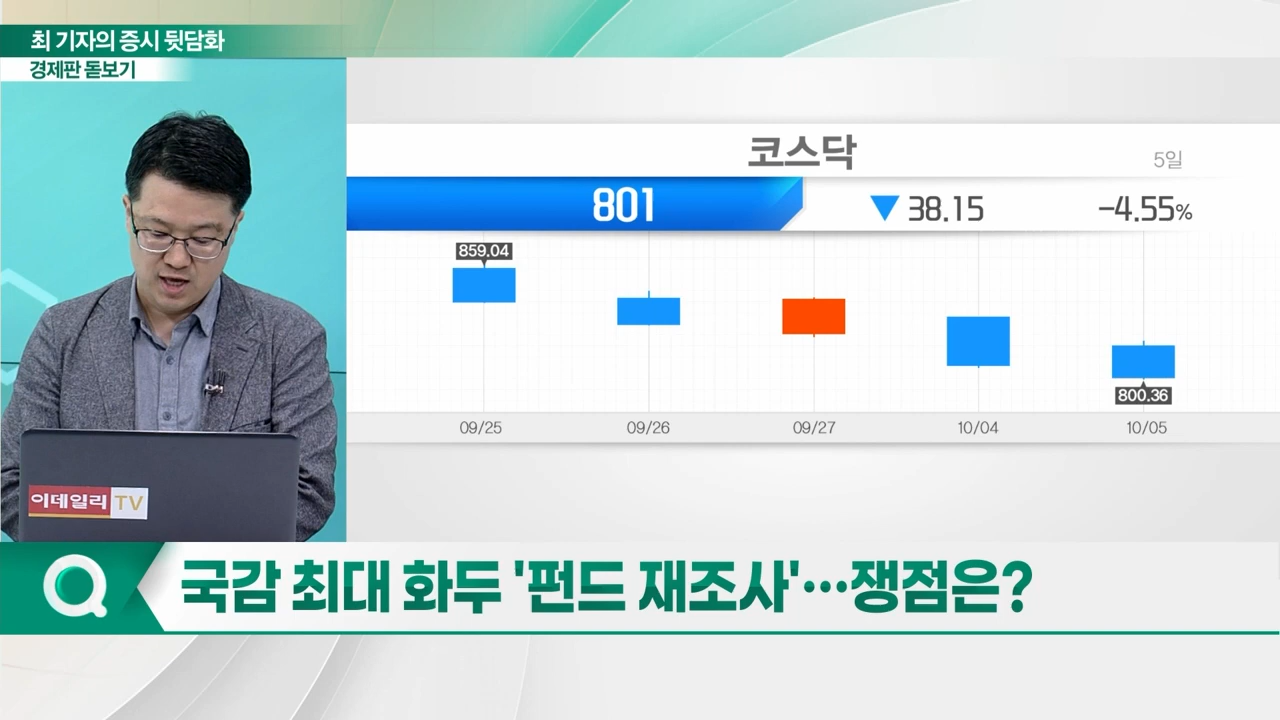 최 기자의 증시 뒷담화
경제판 돋보기
코스닥
5일
801
▼ 38.15
-4.55%
859.04
800.36
09/25
09/26
09/27
10/04
10/05
이데일리 TV
국감 최대 화두 '펀드 재조사'…쟁점은?